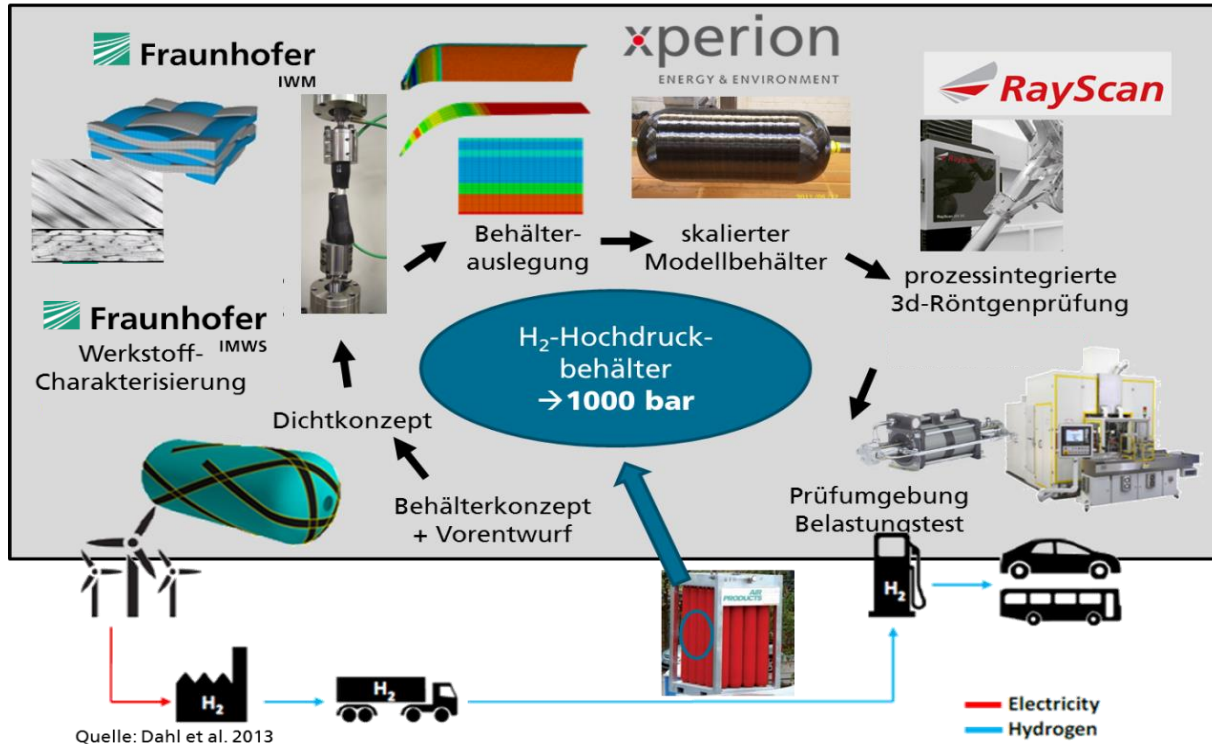 Fraunhofer
IWM
xperion
ENERGY & ENVIRONMENT
RayScan
Behälter-
auslegung
skalierter
Modellbehälter
prozessintegrierte
3d-Röntgenprüfung
Fraunhofer
IMWS
Werkstoff-
Charakterisierung
H₂-Hochdruck-
behälter
→1000 bar
Dichtkonzept
Behälterkonzept
+ Vorentwurf
Prüfumgebung
Belastungstest
AIR
PRODUCTS
H₂
H₂
H₂
Electricity
Hydrogen
Quelle: Dahl et al. 2013